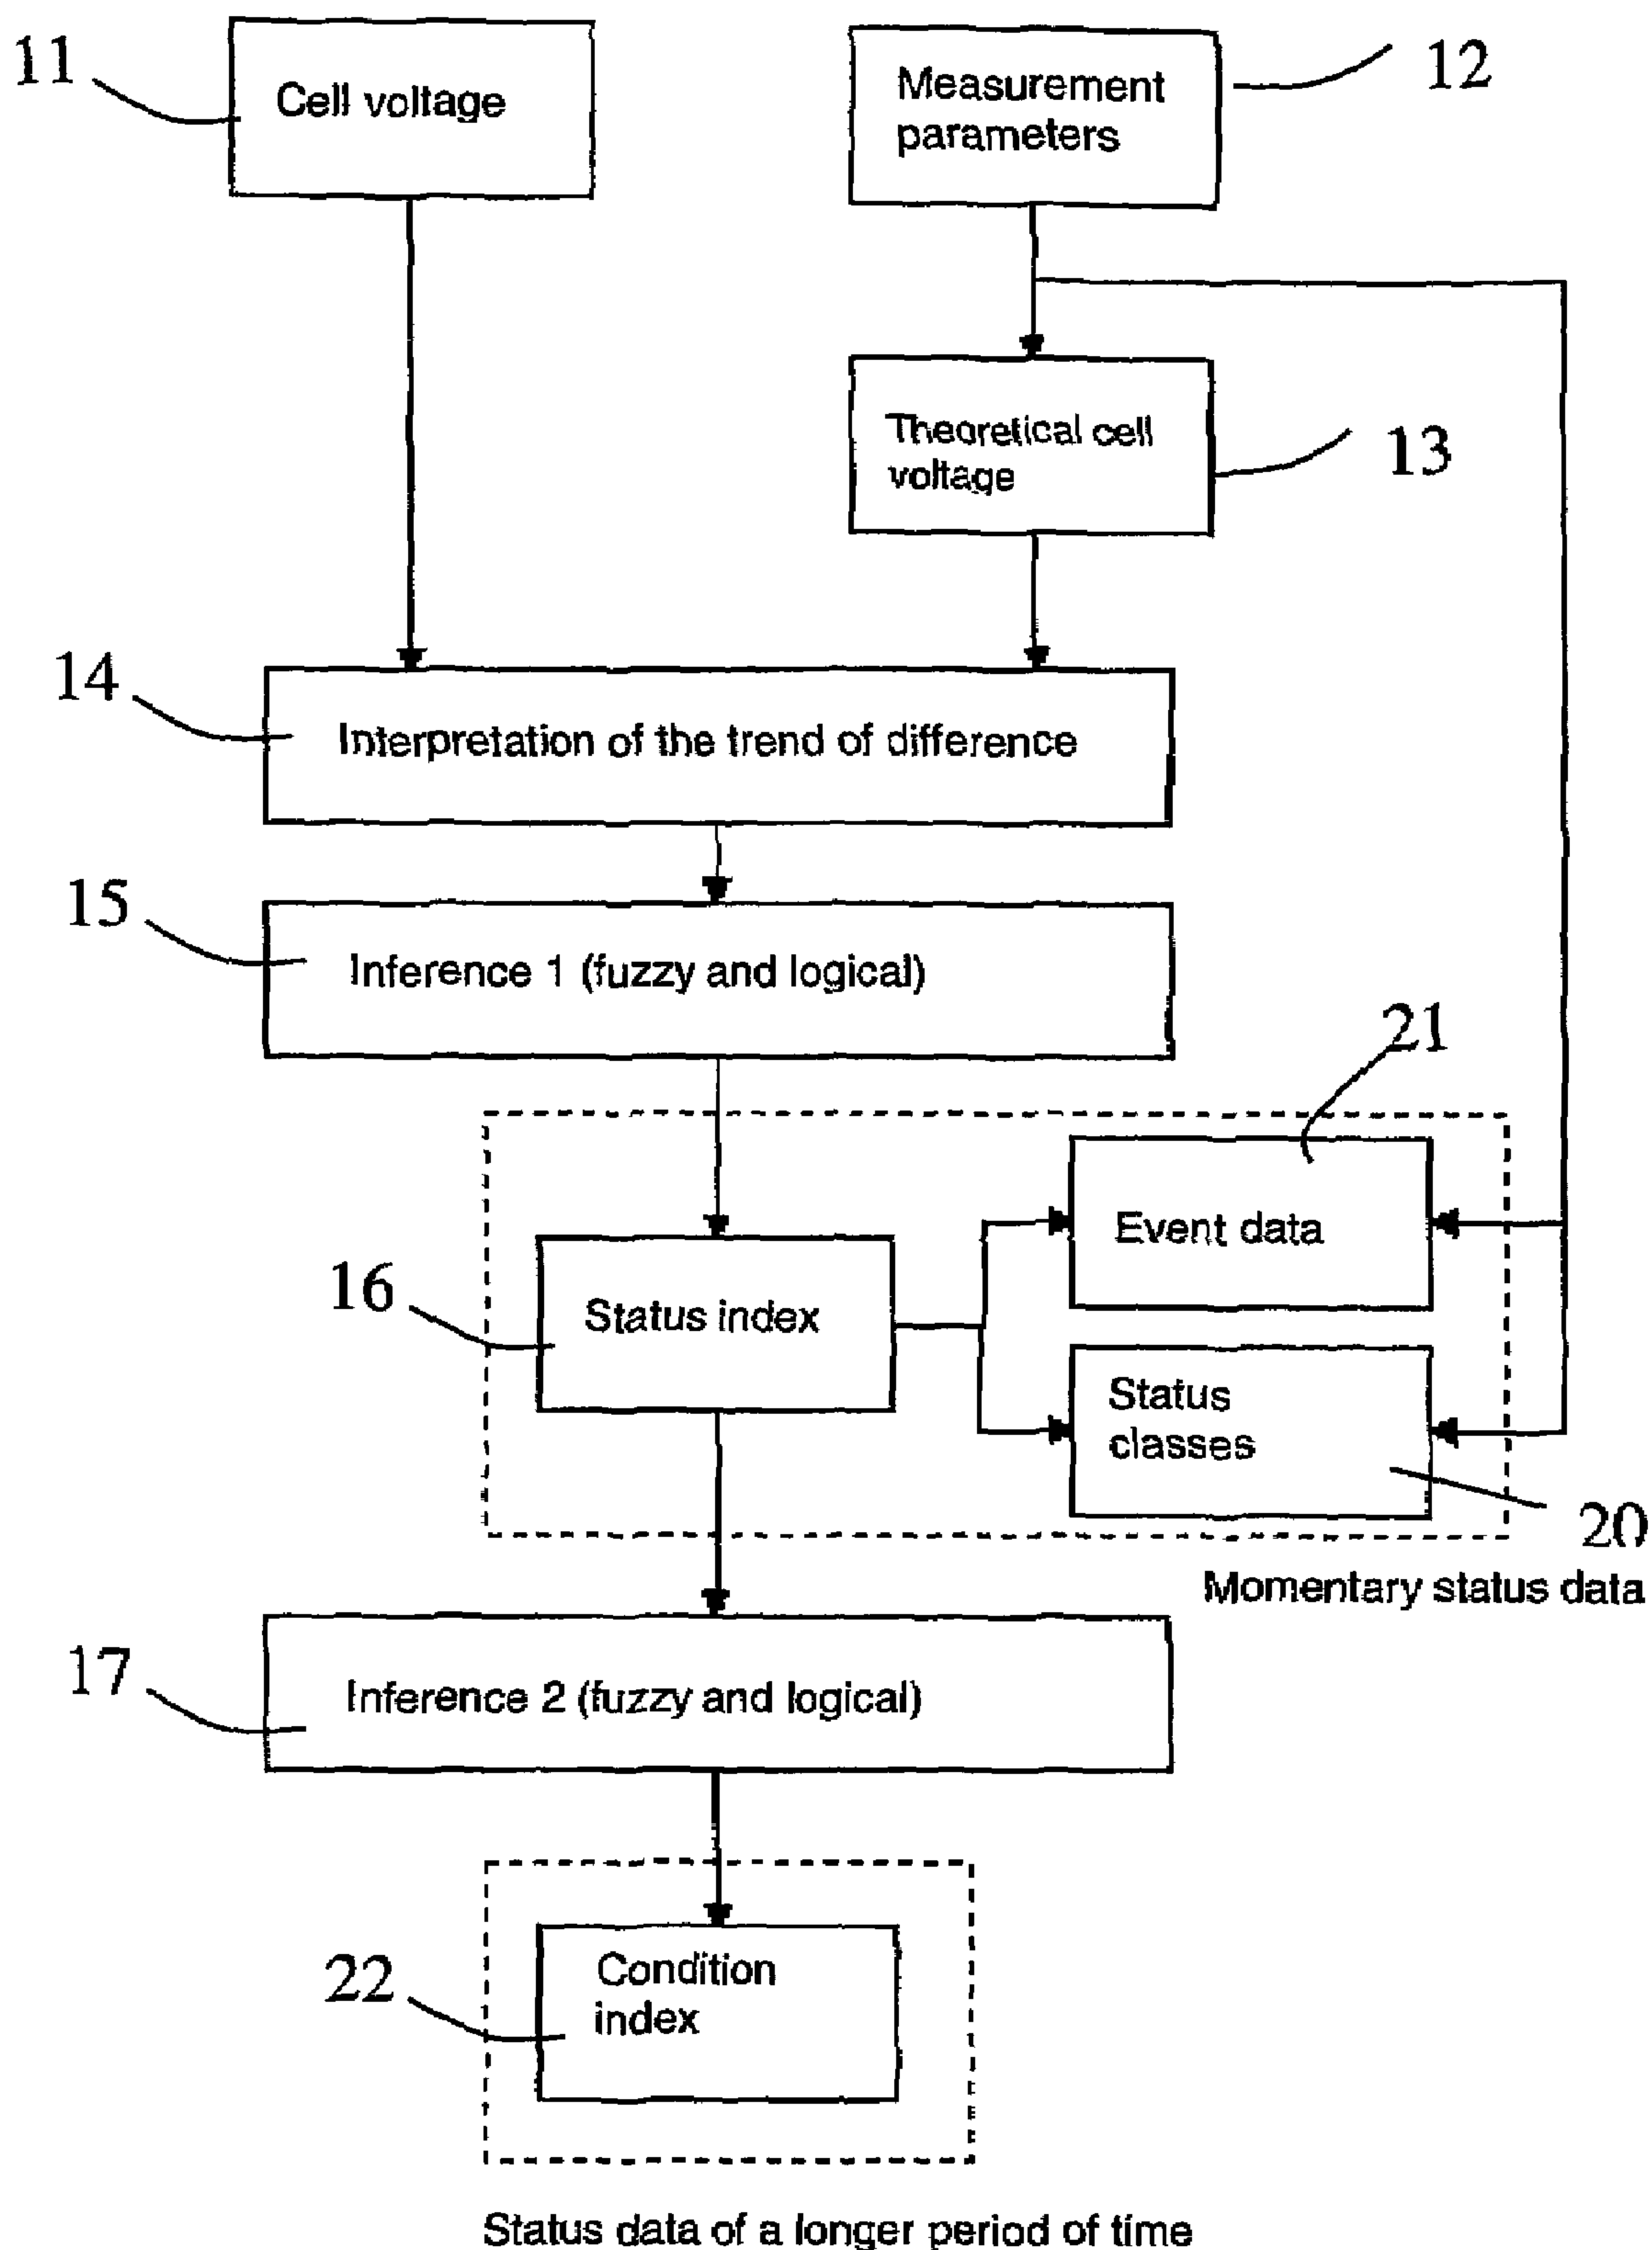 11
Cell voltage
Measurement
parameters
12
Theoretical cell
voltage
13
14
Interpretation of the trend of difference
15
Inference 1 (fuzzy and logical)
21
Event data
16
Status index
Status
classes
20
Momentary status data
17
Inference 2 (fuzzy and logical)
22
Condition
index
Status data of a longer period of time